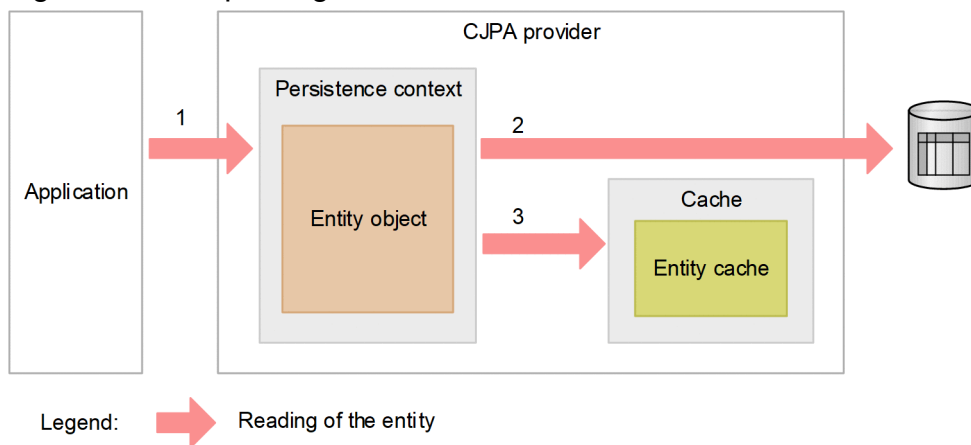 CJPA provider
Persistence context
1
2
Application
Entity object
3
Cache
Entity cache
Legend:
Reading of the entity